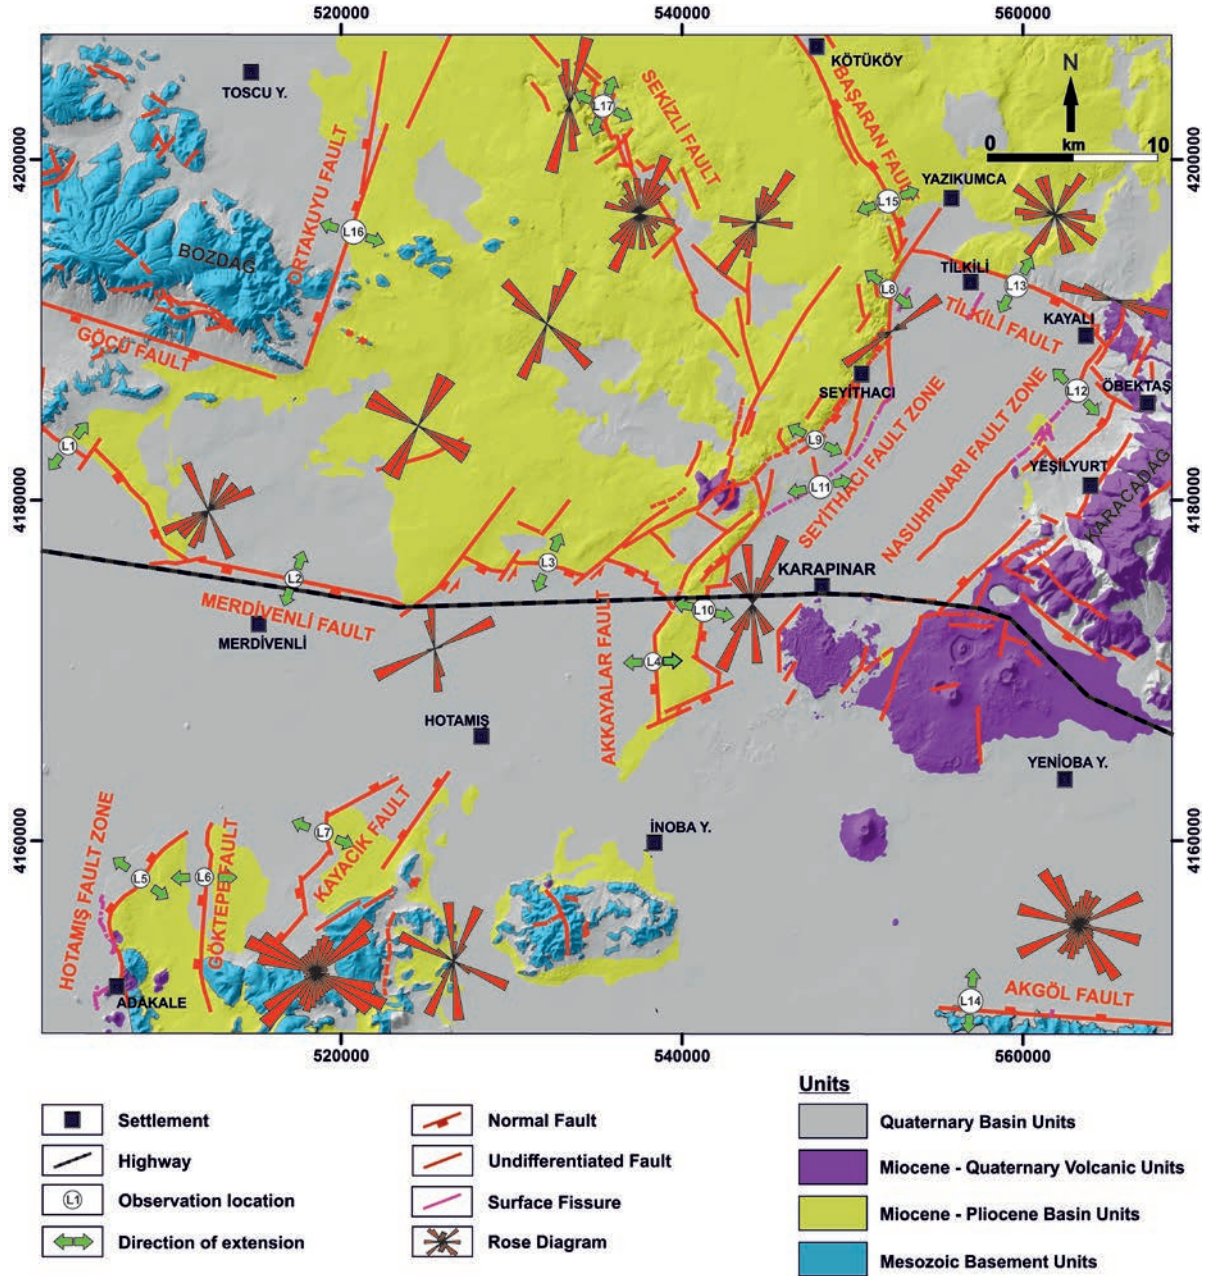 520000
540000
560000
KÖTÜKÖY
TOSCU Y.
SEKİZLİ FAULT
BAŞARAN FAULT
N
0 km 10
L17
4200000
4200000
ORTAKUYU FAULT
YAZIKUMCA
L15
L16
BOZDAĞ
TİLKİLİ
L8
L13
TİLKİLİ FAULT
KAYALI
GÖÇÜ FAULT
SEYİTHACI
L12
ÖBEKTAŞ
L1
L9
SEYİTHACI FAULT ZONE
NASUHPINARI FAULT ZONE
YEŞİLYURT
KARACADAĞ
L11
4180000
4180000
L3
L2
KARAPINAR
MERDİVENLİ FAULT
L10
MERDİVENLİ
AKKAYALAR FAULT
L4
HOTAMIŞ
YENİOBA Y.
HOTAMIŞ FAULT ZONE
GÖKTEPE FAULT
L7
KAYACIK FAULT
İNOBA Y.
4160000
4160000
L5
L6
ADAKALE
L14
AKGÖL FAULT
520000
540000
560000
Settlement
Highway
L1
Observation location
Direction of extension
Normal Fault
Undifferentiated Fault
Surface Fissure
Rose Diagram
Units
Quaternary Basin Units
Miocene - Quaternary Volcanic Units
Miocene - Pliocene Basin Units
Mesozoic Basement Units